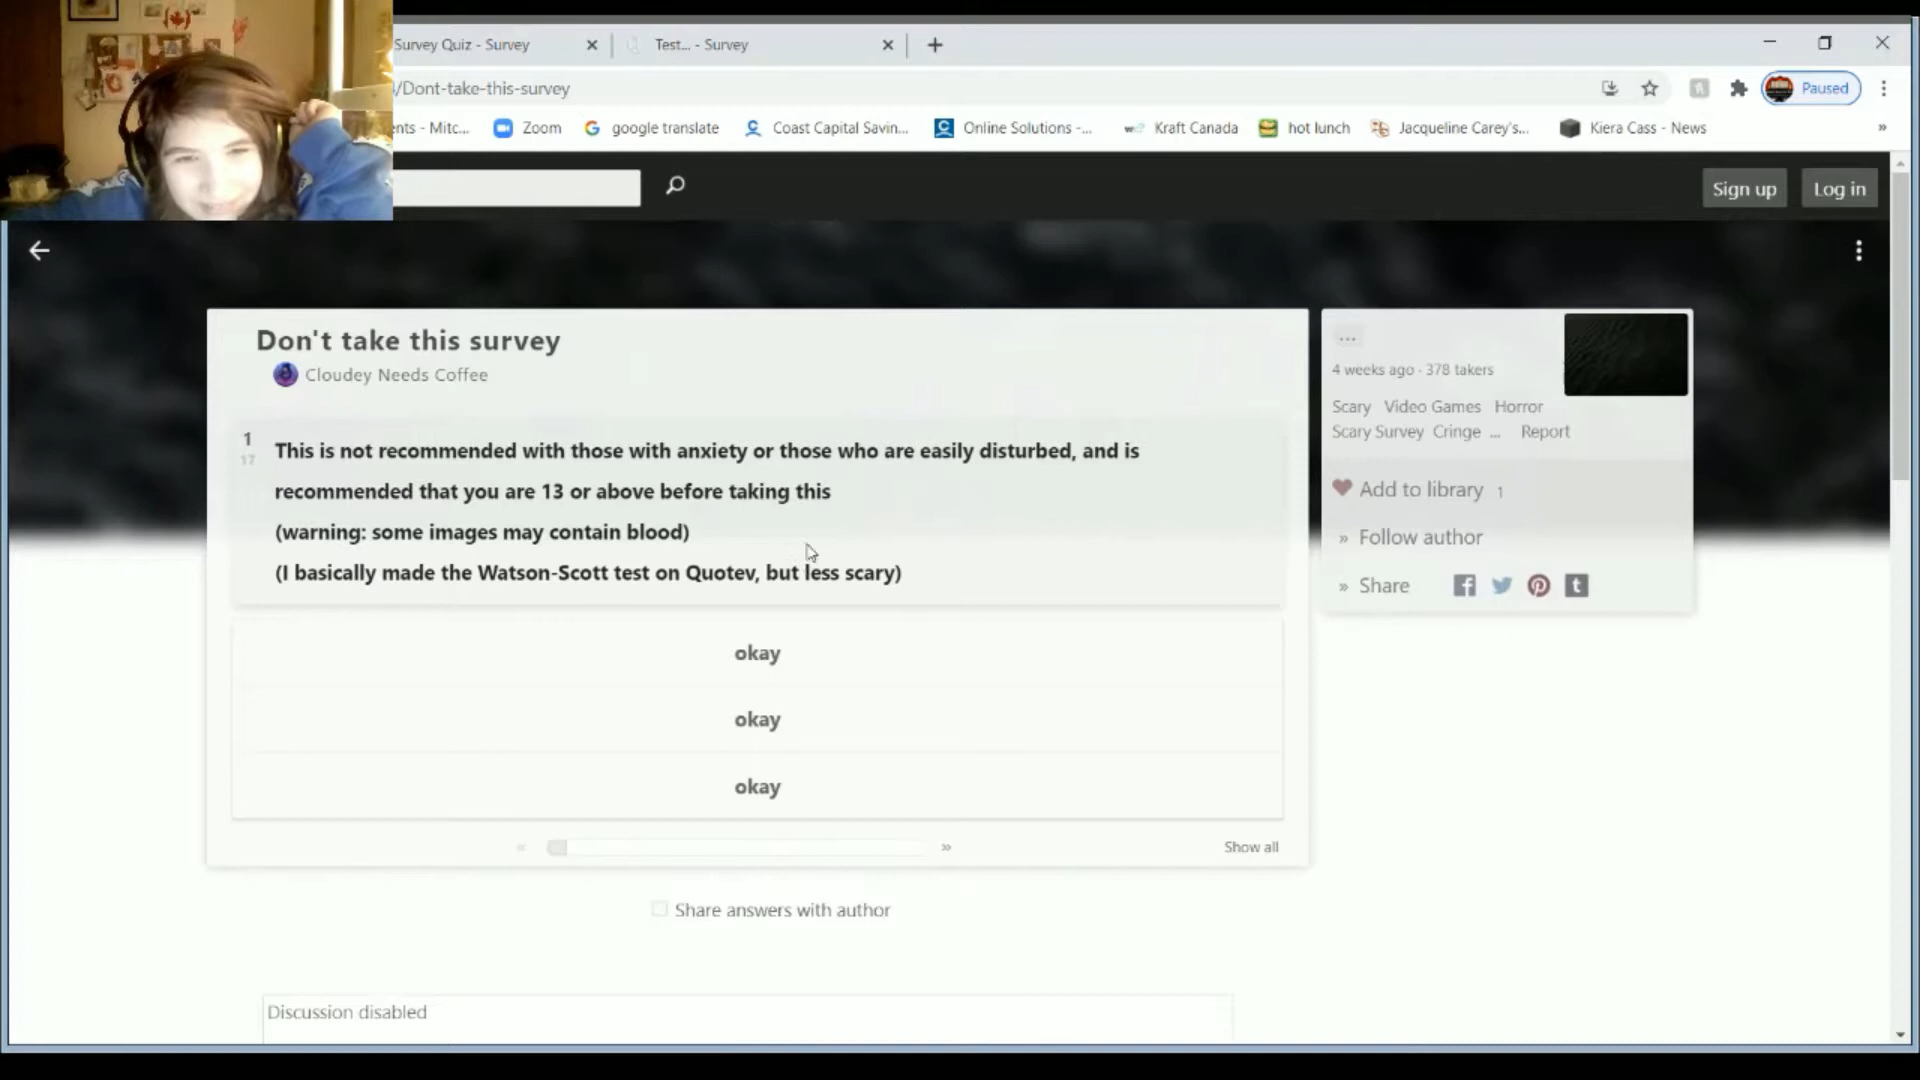 Survey Quiz - Survey
Test... - Survey
/Dont-take-this-survey
Paused
ents - Mitc...
Zoom
google translate
Coast Capital Savin...
Online Solutions -...
Kraft Canada
hot lunch
Jacqueline Carey's...
Kiera Cass - News
»
Sign up
Log in
Don't take this survey
Cloudey Needs Coffee
1
17
This is not recommended with those with anxiety or those who are easily disturbed, and is
recommended that you are 13 or above before taking this
(warning: some images may contain blood)
(I basically made the Watson-Scott test on Quotev, but less scary)
okay
okay
okay
« » Show all
Share answers with author
Discussion disabled
...
4 weeks ago · 378 takers
Scary Video Games Horror
Scary Survey Cringe ... Report
Add to library 1
» Follow author
» Share